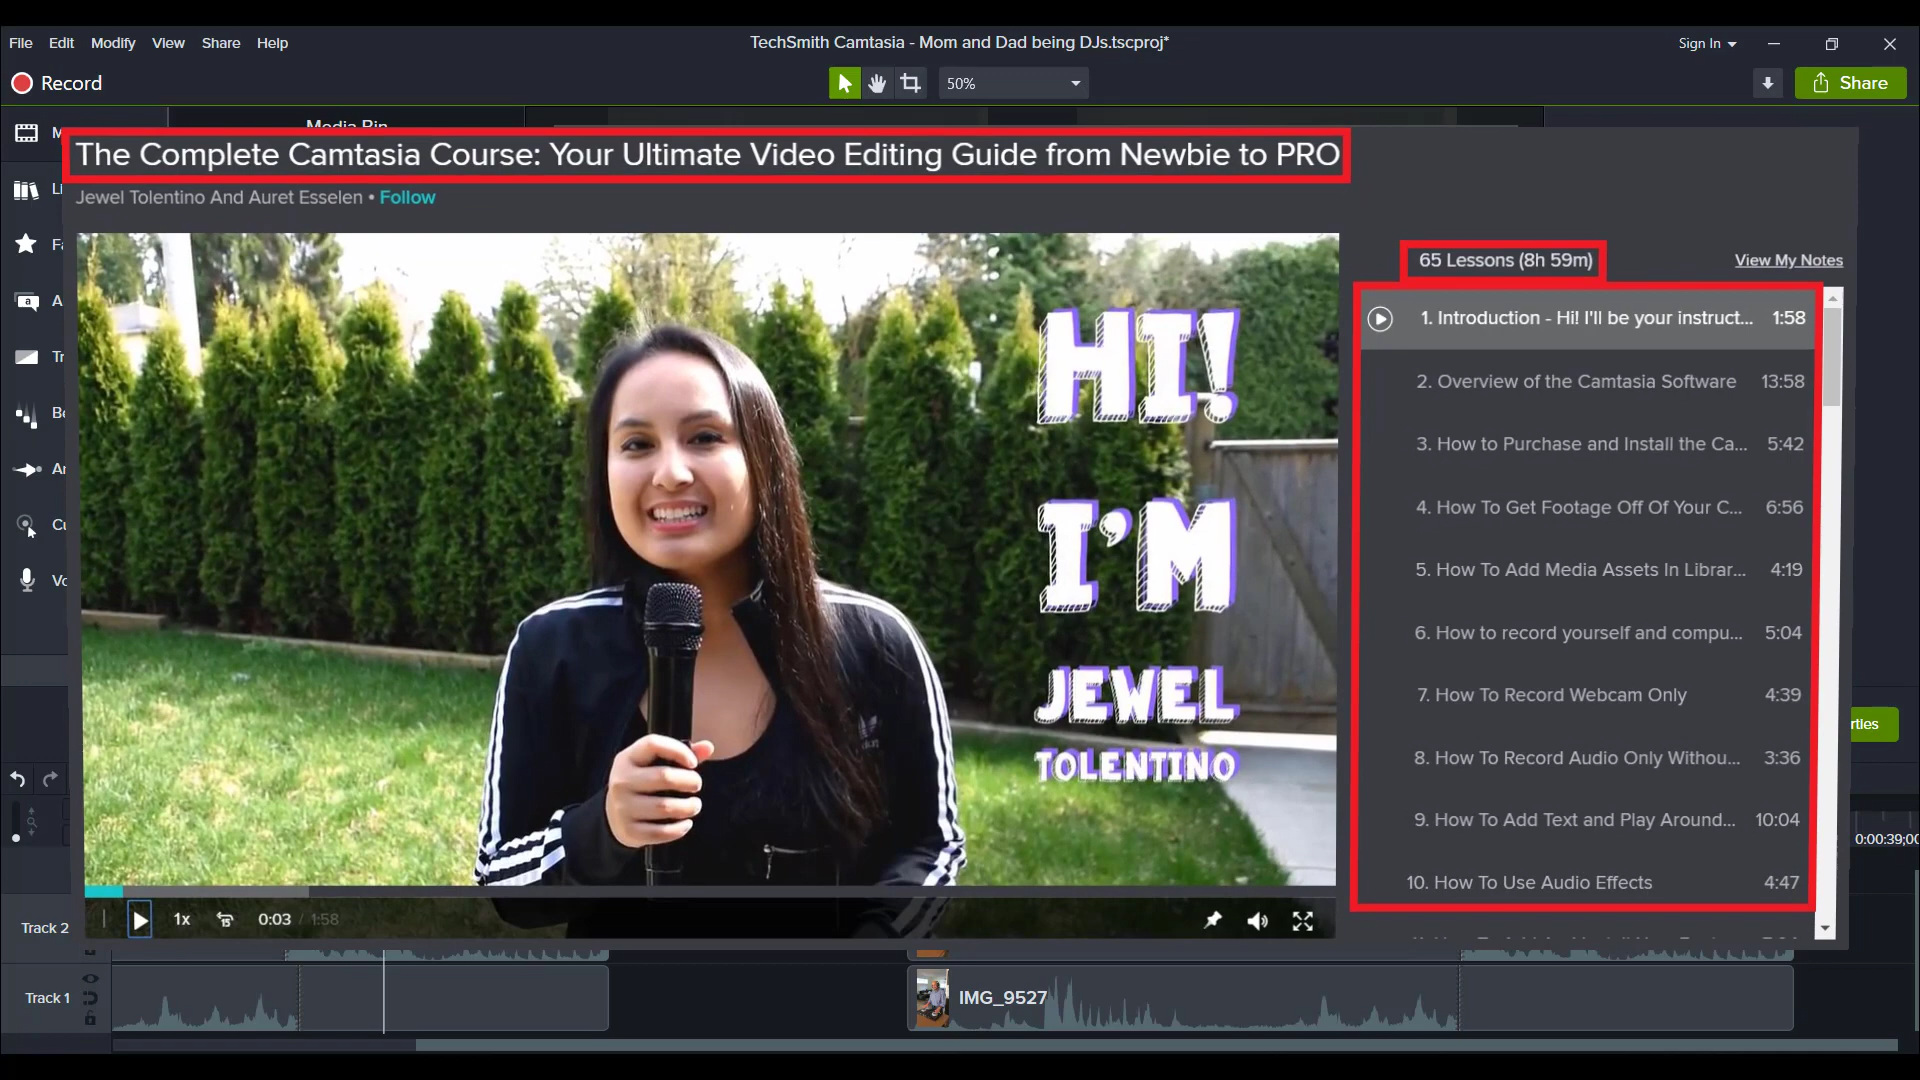 File Edit Modify View Share Help
TechSmith Camtasia - Mom and Dad being DJs.tscproj*
Sign In
Record
50%
Share
Media Bin
The Complete Camtasia Course: Your Ultimate Video Editing Guide from Newbie to PRO
Jewel Tolentino And Auret Esselen • Follow
65 Lessons (8h 59m)
View My Notes
HI!
I'M
JEWEL
TOLENTINO
1. Introduction - Hi! I'll be your instruct... 1:58
2. Overview of the Camtasia Software 13:58
3. How to Purchase and Install the Ca... 5:42
4. How To Get Footage Off Of Your C... 6:56
5. How To Add Media Assets In Librar... 4:19
6. How to record yourself and compu... 5:04
7. How To Record Webcam Only 4:39
8. How To Record Audio Only Withou... 3:36
9. How To Add Text and Play Around... 10:04
10. How To Use Audio Effects 4:47
rties
1x
15
0:03 / 1:58
0:00:39;00
Track 2
Track 1
IMG_9527